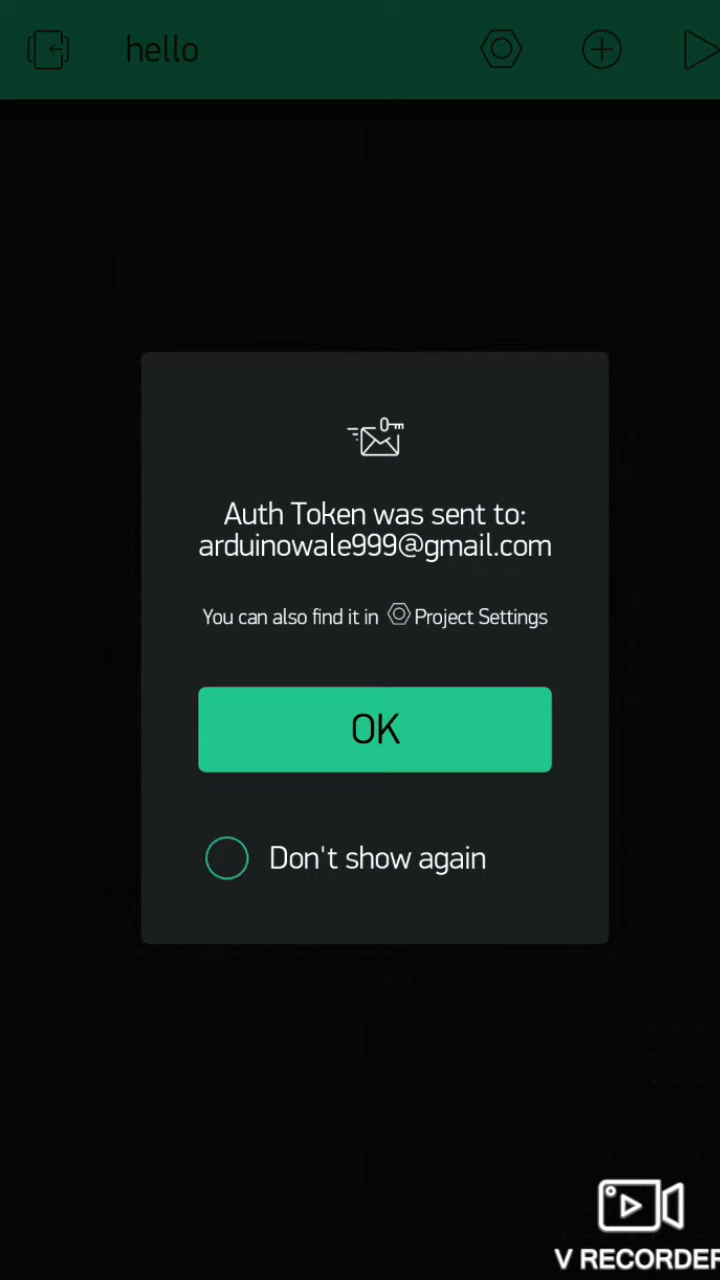 hello
Auth Token was sent to:
arduinowale999@gmail.com
You can also find it in Project Settings
OK
Don't show again
V RECORDER